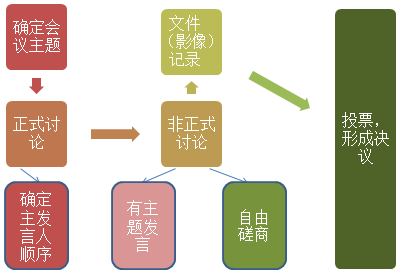 确定会
议主题
文件
（影像）
记录
正式讨
论
非正式
讨论
投票，
形成决
议
确定
主发
言人
顺序
有主
题发
言
自由
磋商